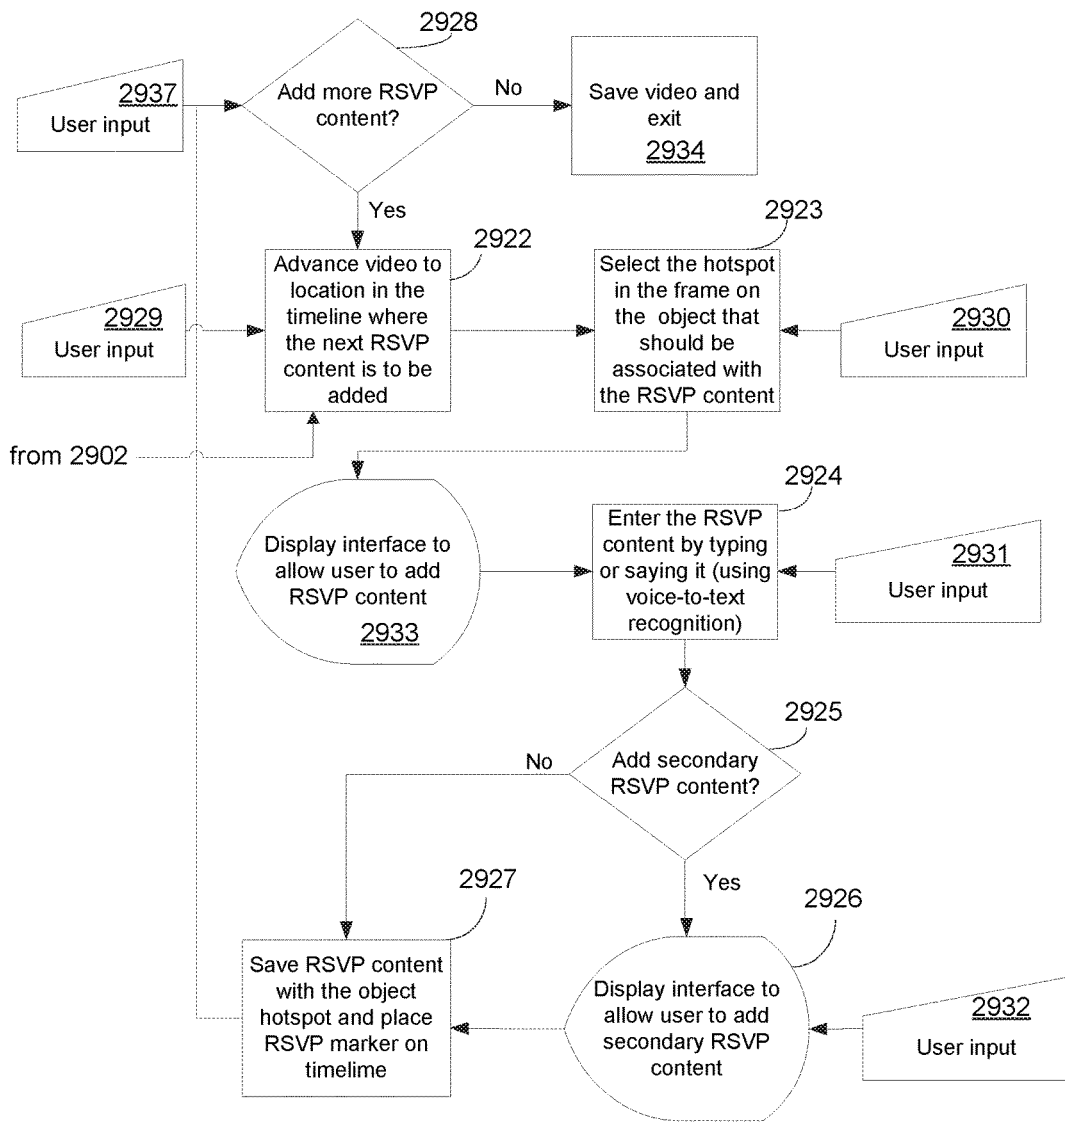 2928
2937
User input
Add more RSVP
content?
No
Save video and
exit
2934
Yes
2922
2923
Advance video to
location in the
timeline where
the next RSVP
content is to be
added
Select the hotspot
in the frame on
the object that
should be
associated with
the RSVP content
2929
User input
2930
User input
from 2902
2924
Display interface to
allow user to add
RSVP content
2933
Enter the RSVP
content by typing
or saying it (using
voice-to-text
recognition)
2931
User input
2925
No
Add secondary
RSVP content?
Yes
2927
2926
Save RSVP content
with the object
hotspot and place
RSVP marker on
timelime
Display interface to
allow user to add
secondary RSVP
content
2932
User input